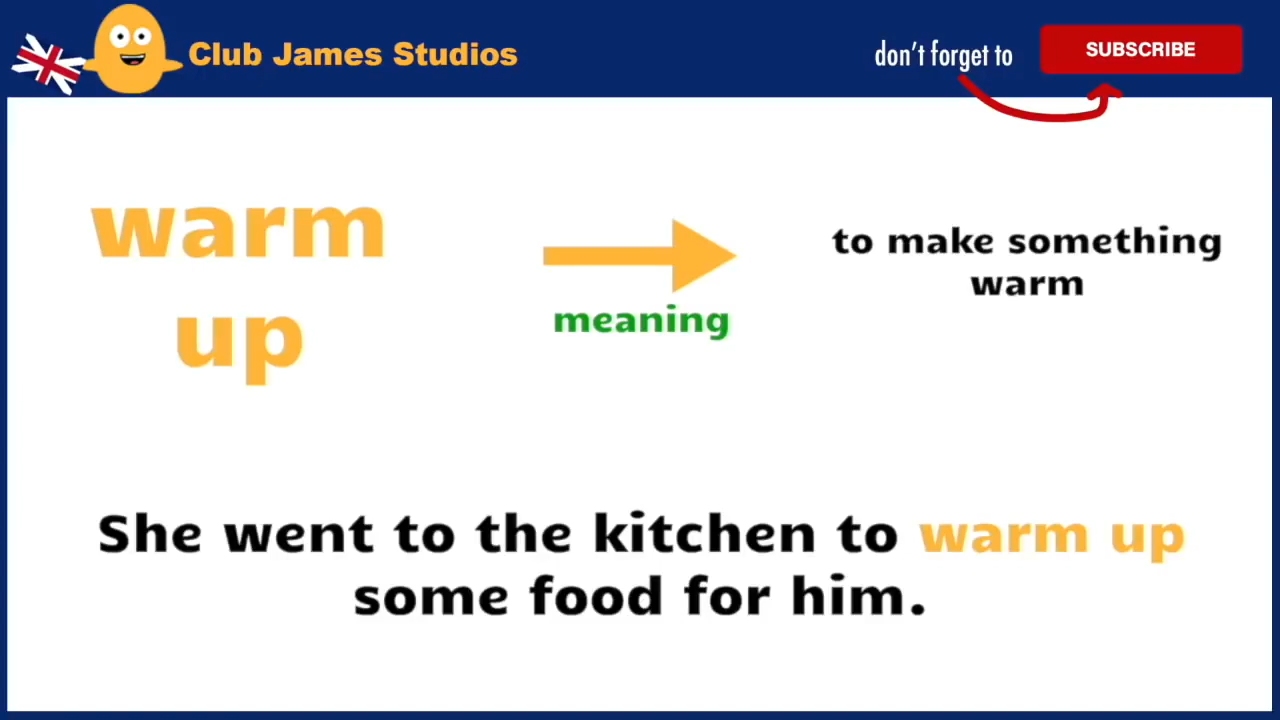 Club James Studios
don't forget to
SUBSCRIBE
warm
up
meaning
to make something
warm
She went to the kitchen to warm up
some food for him.